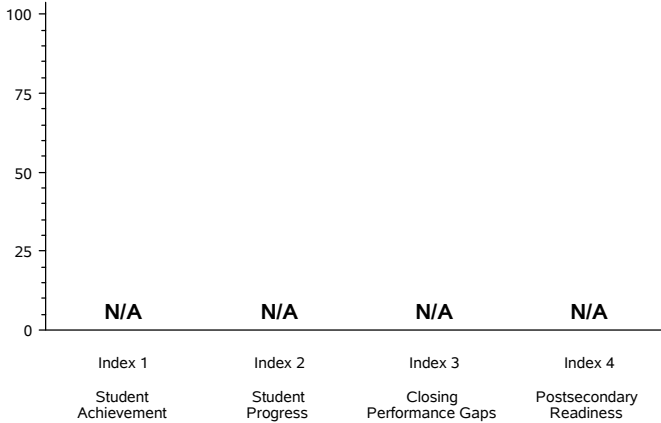 100
75
50
25
0
N/A N/A N/A N/A
Index 1 Index 2 Index 3 Index 4
Student Student Closing Postsecondary
Achievement Progress Performance Gaps Readiness